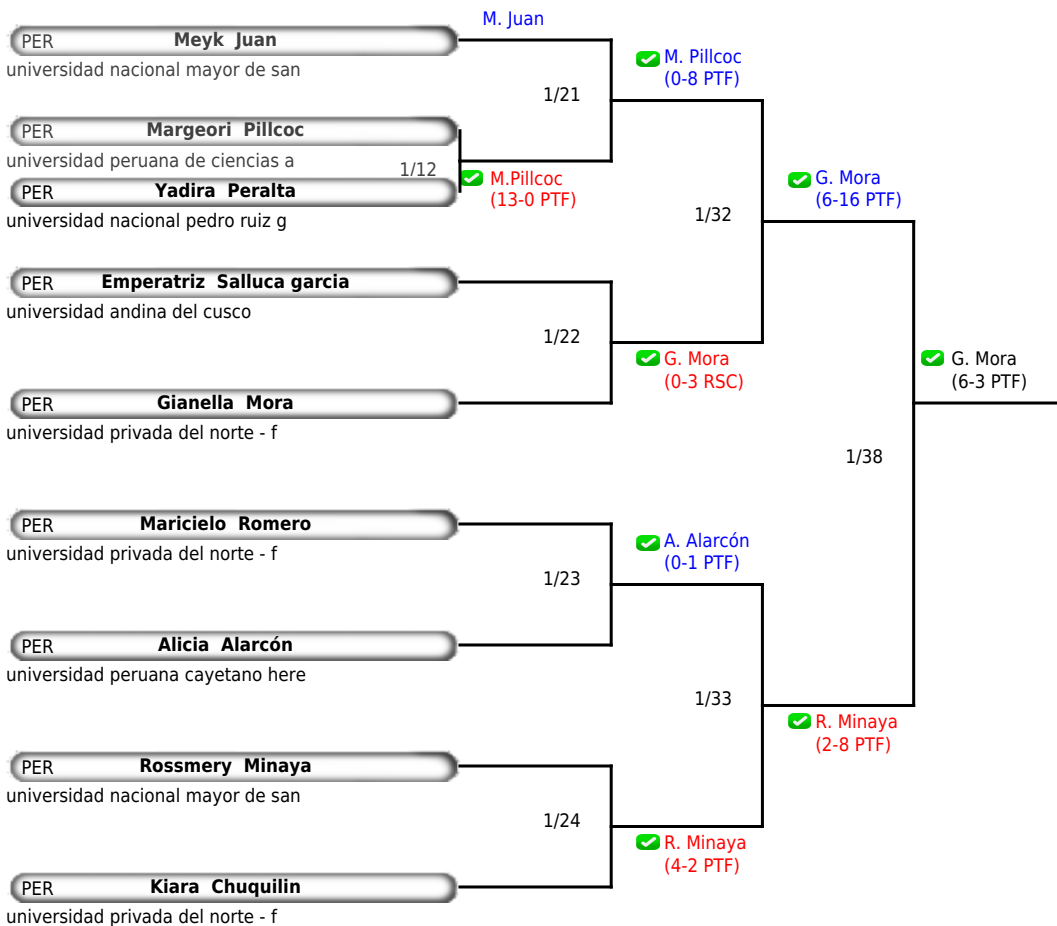 M. Juan
PER Meyk Juan
universidad nacional mayor de san
M. Pillcoc
(0-8 PTF)
1/21
PER Margeori Pillcoc
universidad peruana de ciencias a
1/12
M.Pillcoc
(13-0 PTF)
PER Yadira Peralta
universidad nacional pedro ruiz g
G. Mora
(6-16 PTF)
1/32
PER Emperatriz Salluca garcia
universidad andina del cusco
1/22
G. Mora
(0-3 RSC)
G. Mora
(6-3 PTF)
PER Gianella Mora
universidad privada del norte - f
1/38
PER Maricielo Romero
universidad privada del norte - f
A. Alarcón
(0-1 PTF)
1/23
PER Alicia Alarcón
universidad peruana cayetano here
1/33
R. Minaya
(2-8 PTF)
PER Rossmery Minaya
universidad nacional mayor de san
1/24
R. Minaya
(4-2 PTF)
PER Kiara Chuquilin
universidad privada del norte - f